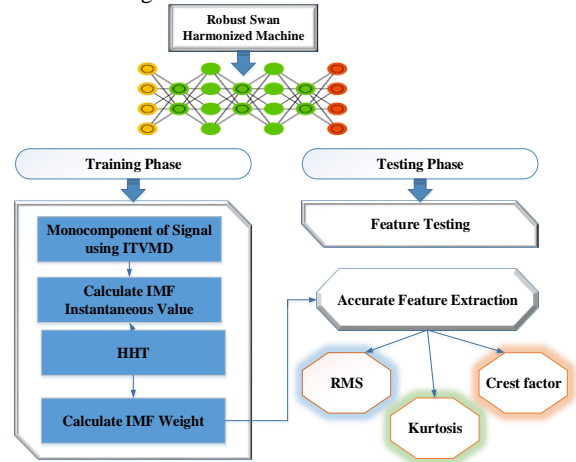 Robust Swan
Harmonized Machine
Training Phase
Testing Phase
Monocomponent of Signal
using ITVMD
Calculate IMF
Instantaneous Value
HHT
Calculate IMF Weight
Feature Testing
Accurate Feature Extraction
RMS
Kurtosis
Crest factor